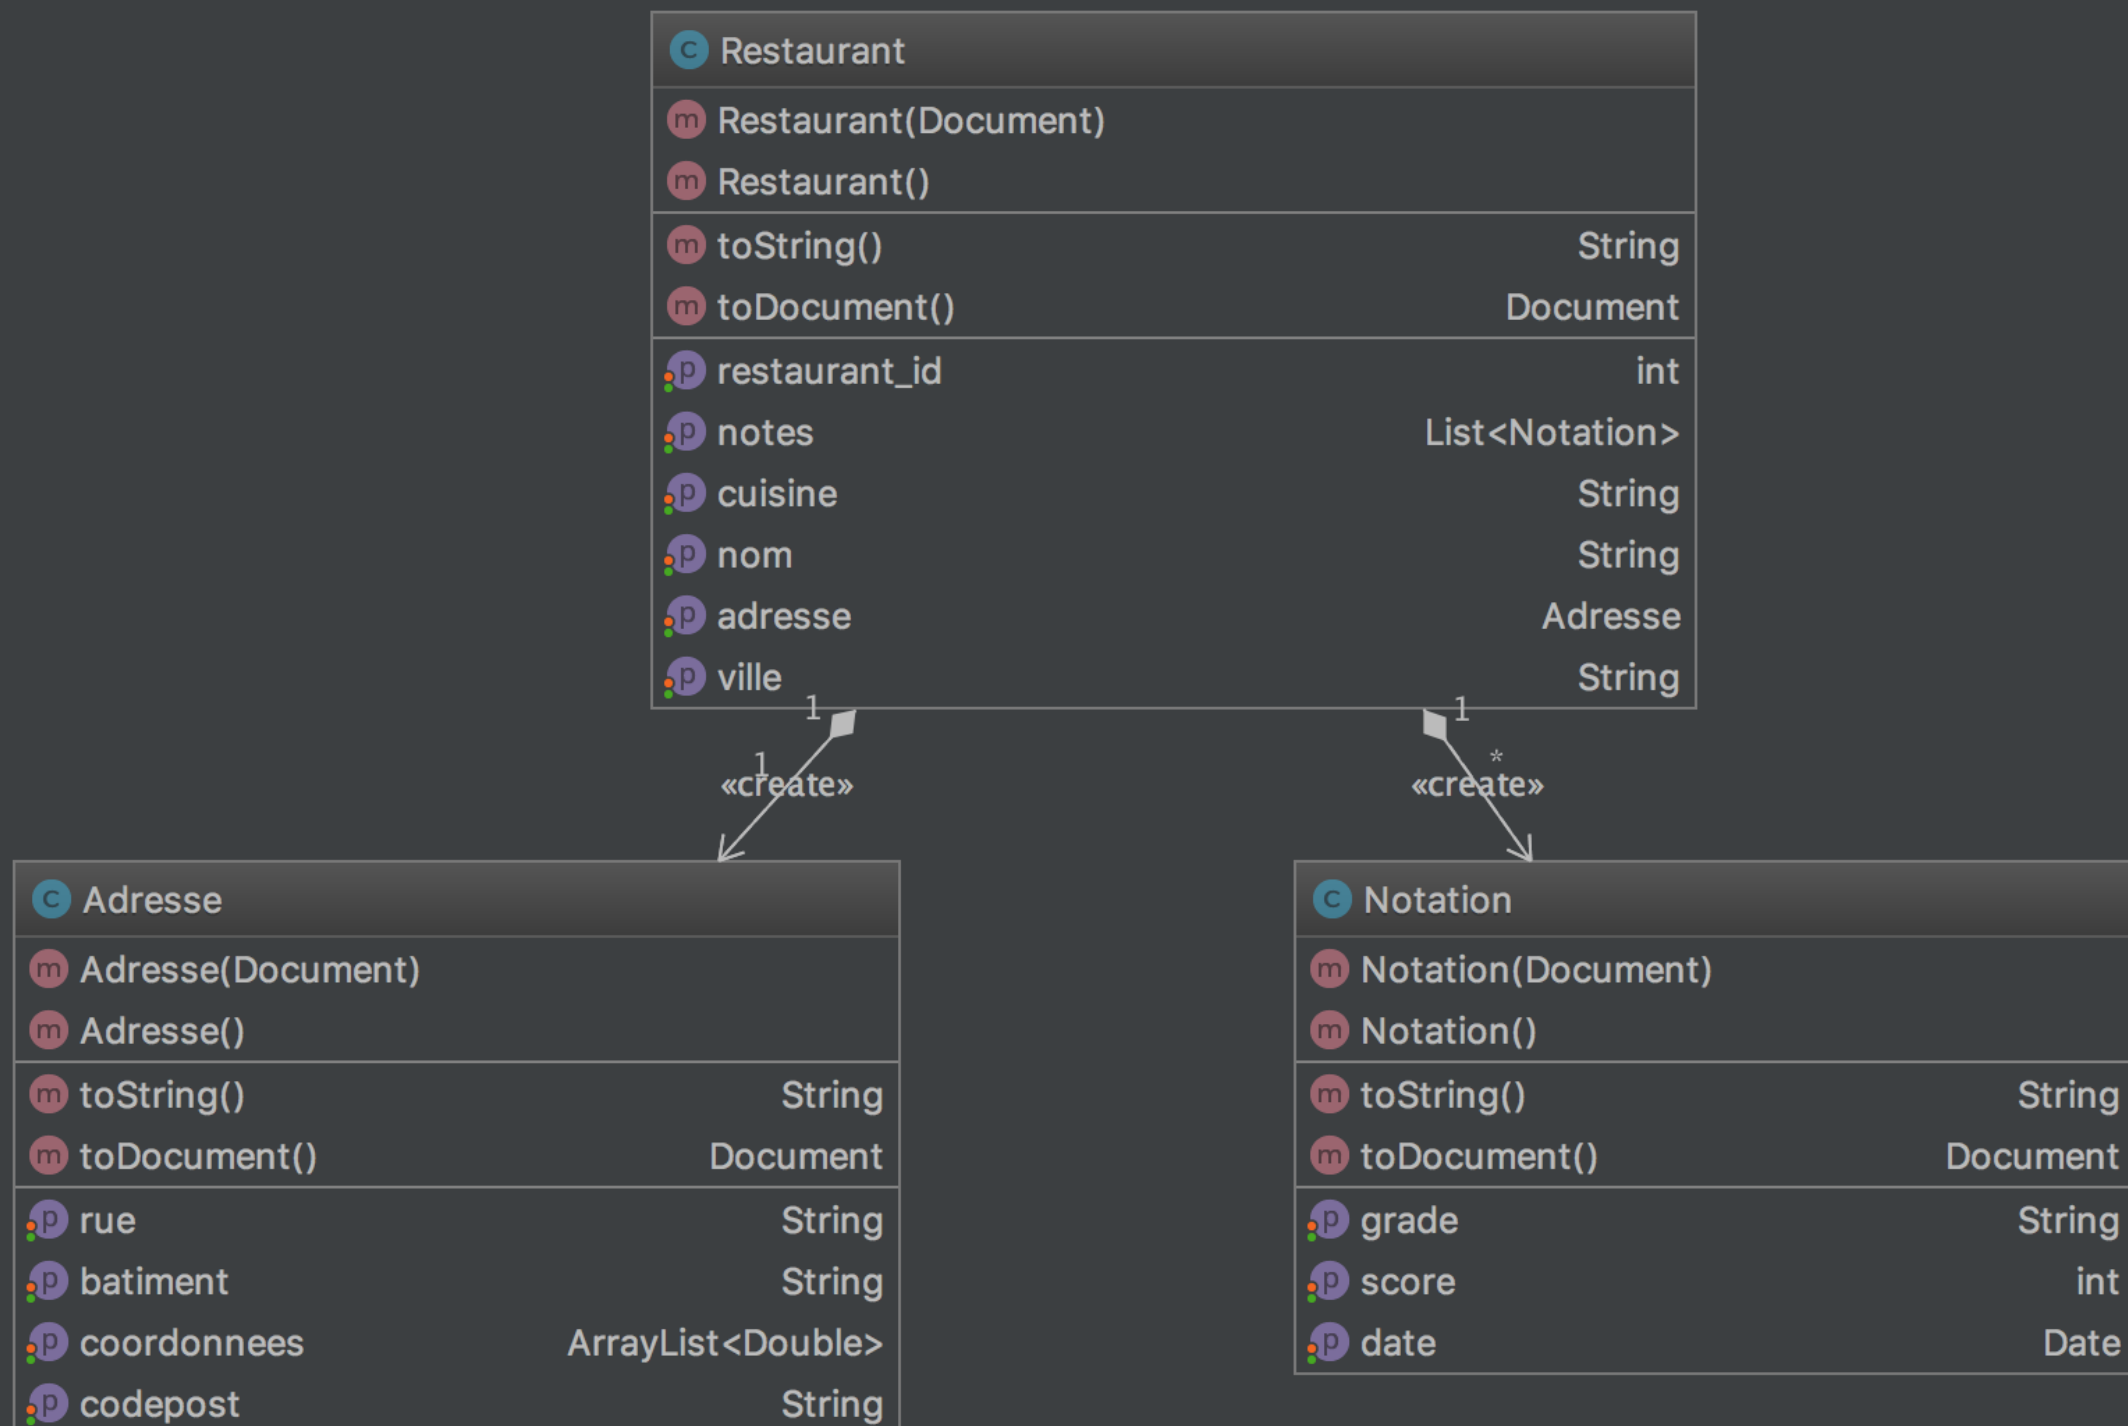 C Restaurant
m Restaurant(Document)
m Restaurant()
m toString() String
m toDocument() Document
p restaurant_id int
p notes List<Notation>
p cuisine String
p nom String
p adresse Adresse
p ville String
1
1
1
*
«create»
«create»
C Adresse
m Adresse(Document)
m Adresse()
m toString() String
m toDocument() Document
p rue String
p batiment String
p coordonnees ArrayList<Double>
p codepost String
C Notation
m Notation(Document)
m Notation()
m toString() String
m toDocument() Document
p grade String
p score int
p date Date